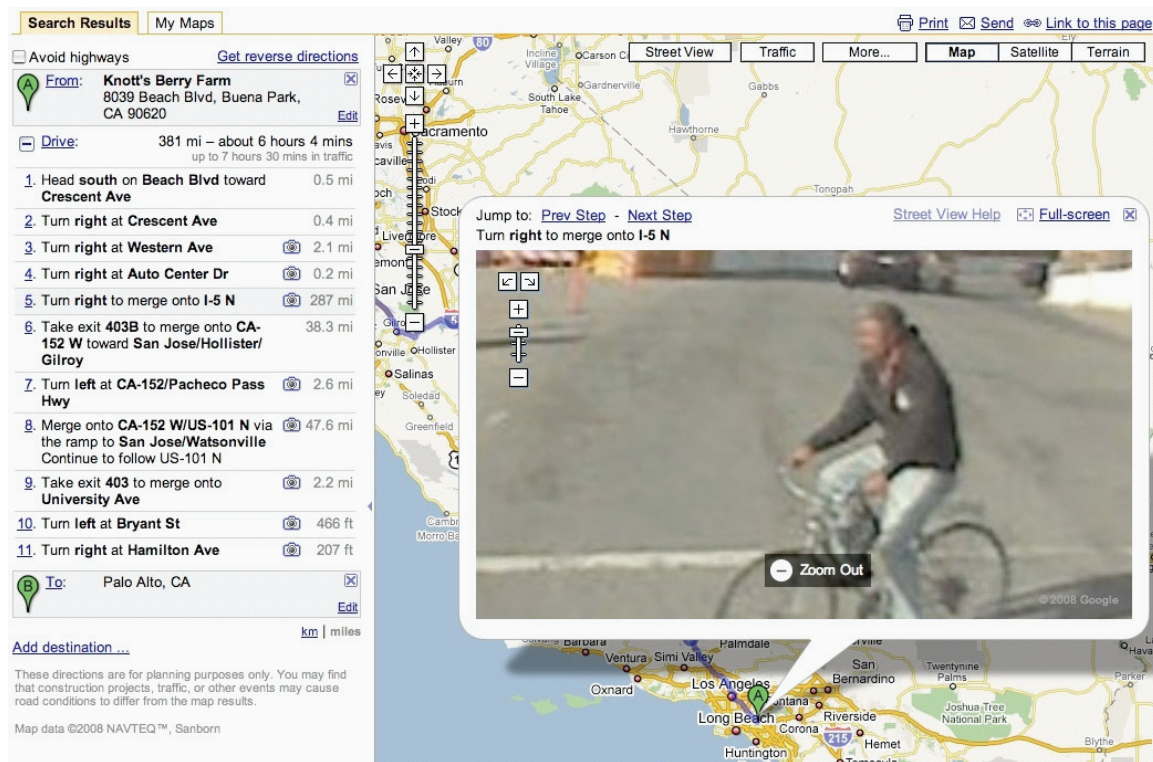 Search Results
My Maps
Print Send Link to this page
Avoid highways Get reverse directions
A From: Knott's Berry Farm
8039 Beach Blvd, Buena Park,
CA 90620
Edit
Drive: 381 mi – about 6 hours 4 mins
up to 7 hours 30 mins in traffic
1. Head south on Beach Blvd toward 0.5 mi
Crescent Ave
2. Turn right at Crescent Ave 0.4 mi
3. Turn right at Western Ave 2.1 mi
4. Turn right at Auto Center Dr 0.2 mi
5. Turn right to merge onto I-5 N 287 mi
6. Take exit 403B to merge onto CA- 38.3 mi
152 W toward San Jose/Hollister/
Gilroy
7. Turn left at CA-152/Pacheco Pass 2.6 mi
Hwy
8. Merge onto CA-152 W/US-101 N via 47.6 mi
the ramp to San Jose/Watsonville
Continue to follow US-101 N
9. Take exit 403 to merge onto 2.2 mi
University Ave
10. Turn left at Bryant St 466 ft
11. Turn right at Hamilton Ave 207 ft
B To: Palo Alto, CA
Edit
km | miles
Add destination ...
These directions are for planning purposes only. You may find
that construction projects, traffic, or other events may cause
road conditions to differ from the map results.
Map data ©2008 NAVTEQ™, Sanborn
Street View Traffic More... Map Satellite Terrain
Valley
80
Incline
Village
Carson C
Ely
Gardnerville
Gabbs
South Lake
Tahoe
Hawthorne
Sacramento
Tonopah
Jump to: Prev Step - Next Step
Street View Help Full-screen
Turn right to merge onto I-5 N
Zoom Out
©2008 Google
San Jose
5
Hollister
Salinas
Soledad
Greenfield
Barbara
Ventura
Simi Valley
Palmdale
Oxnard
Los Angeles
A
San
Bernardino
Twentynine
Palms
Parker
Long Beach
Corona
Riverside
Joshua Tree
National Park
215
Hemet
Blythe
Huntington